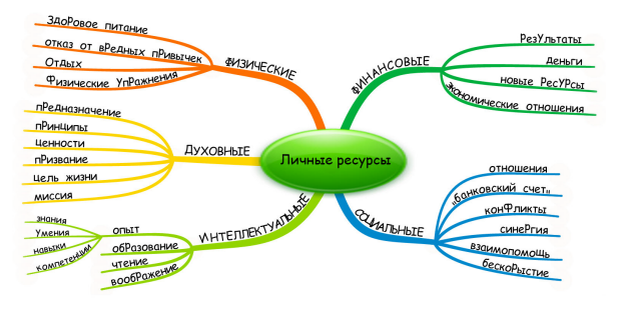 Личные ресурсы
ФИЗИЧЕСКИЕ
ЗдоРовое питание
отказ от вРедных пРивычек
Отдых
Физические УпРажнения
ДУХОВНЫЕ
пРедназначение
пРинципы
ценности
пРизвание
цель жизни
миссия
ИНТЕЛЛЕКТУАЛЬНЫЕ
опыт
знания
Умения
навыки
компетенции
обРазование
чтение
вообРажение
ФИНАНСОВЫЕ
РезУльтаты
деньги
новые РесУРсы
экономические отношения
СОЦИАЛЬНЫЕ
отношения
„банковский счет„
конФликты
синеРгия
взаимопомощь
бескоРыстие